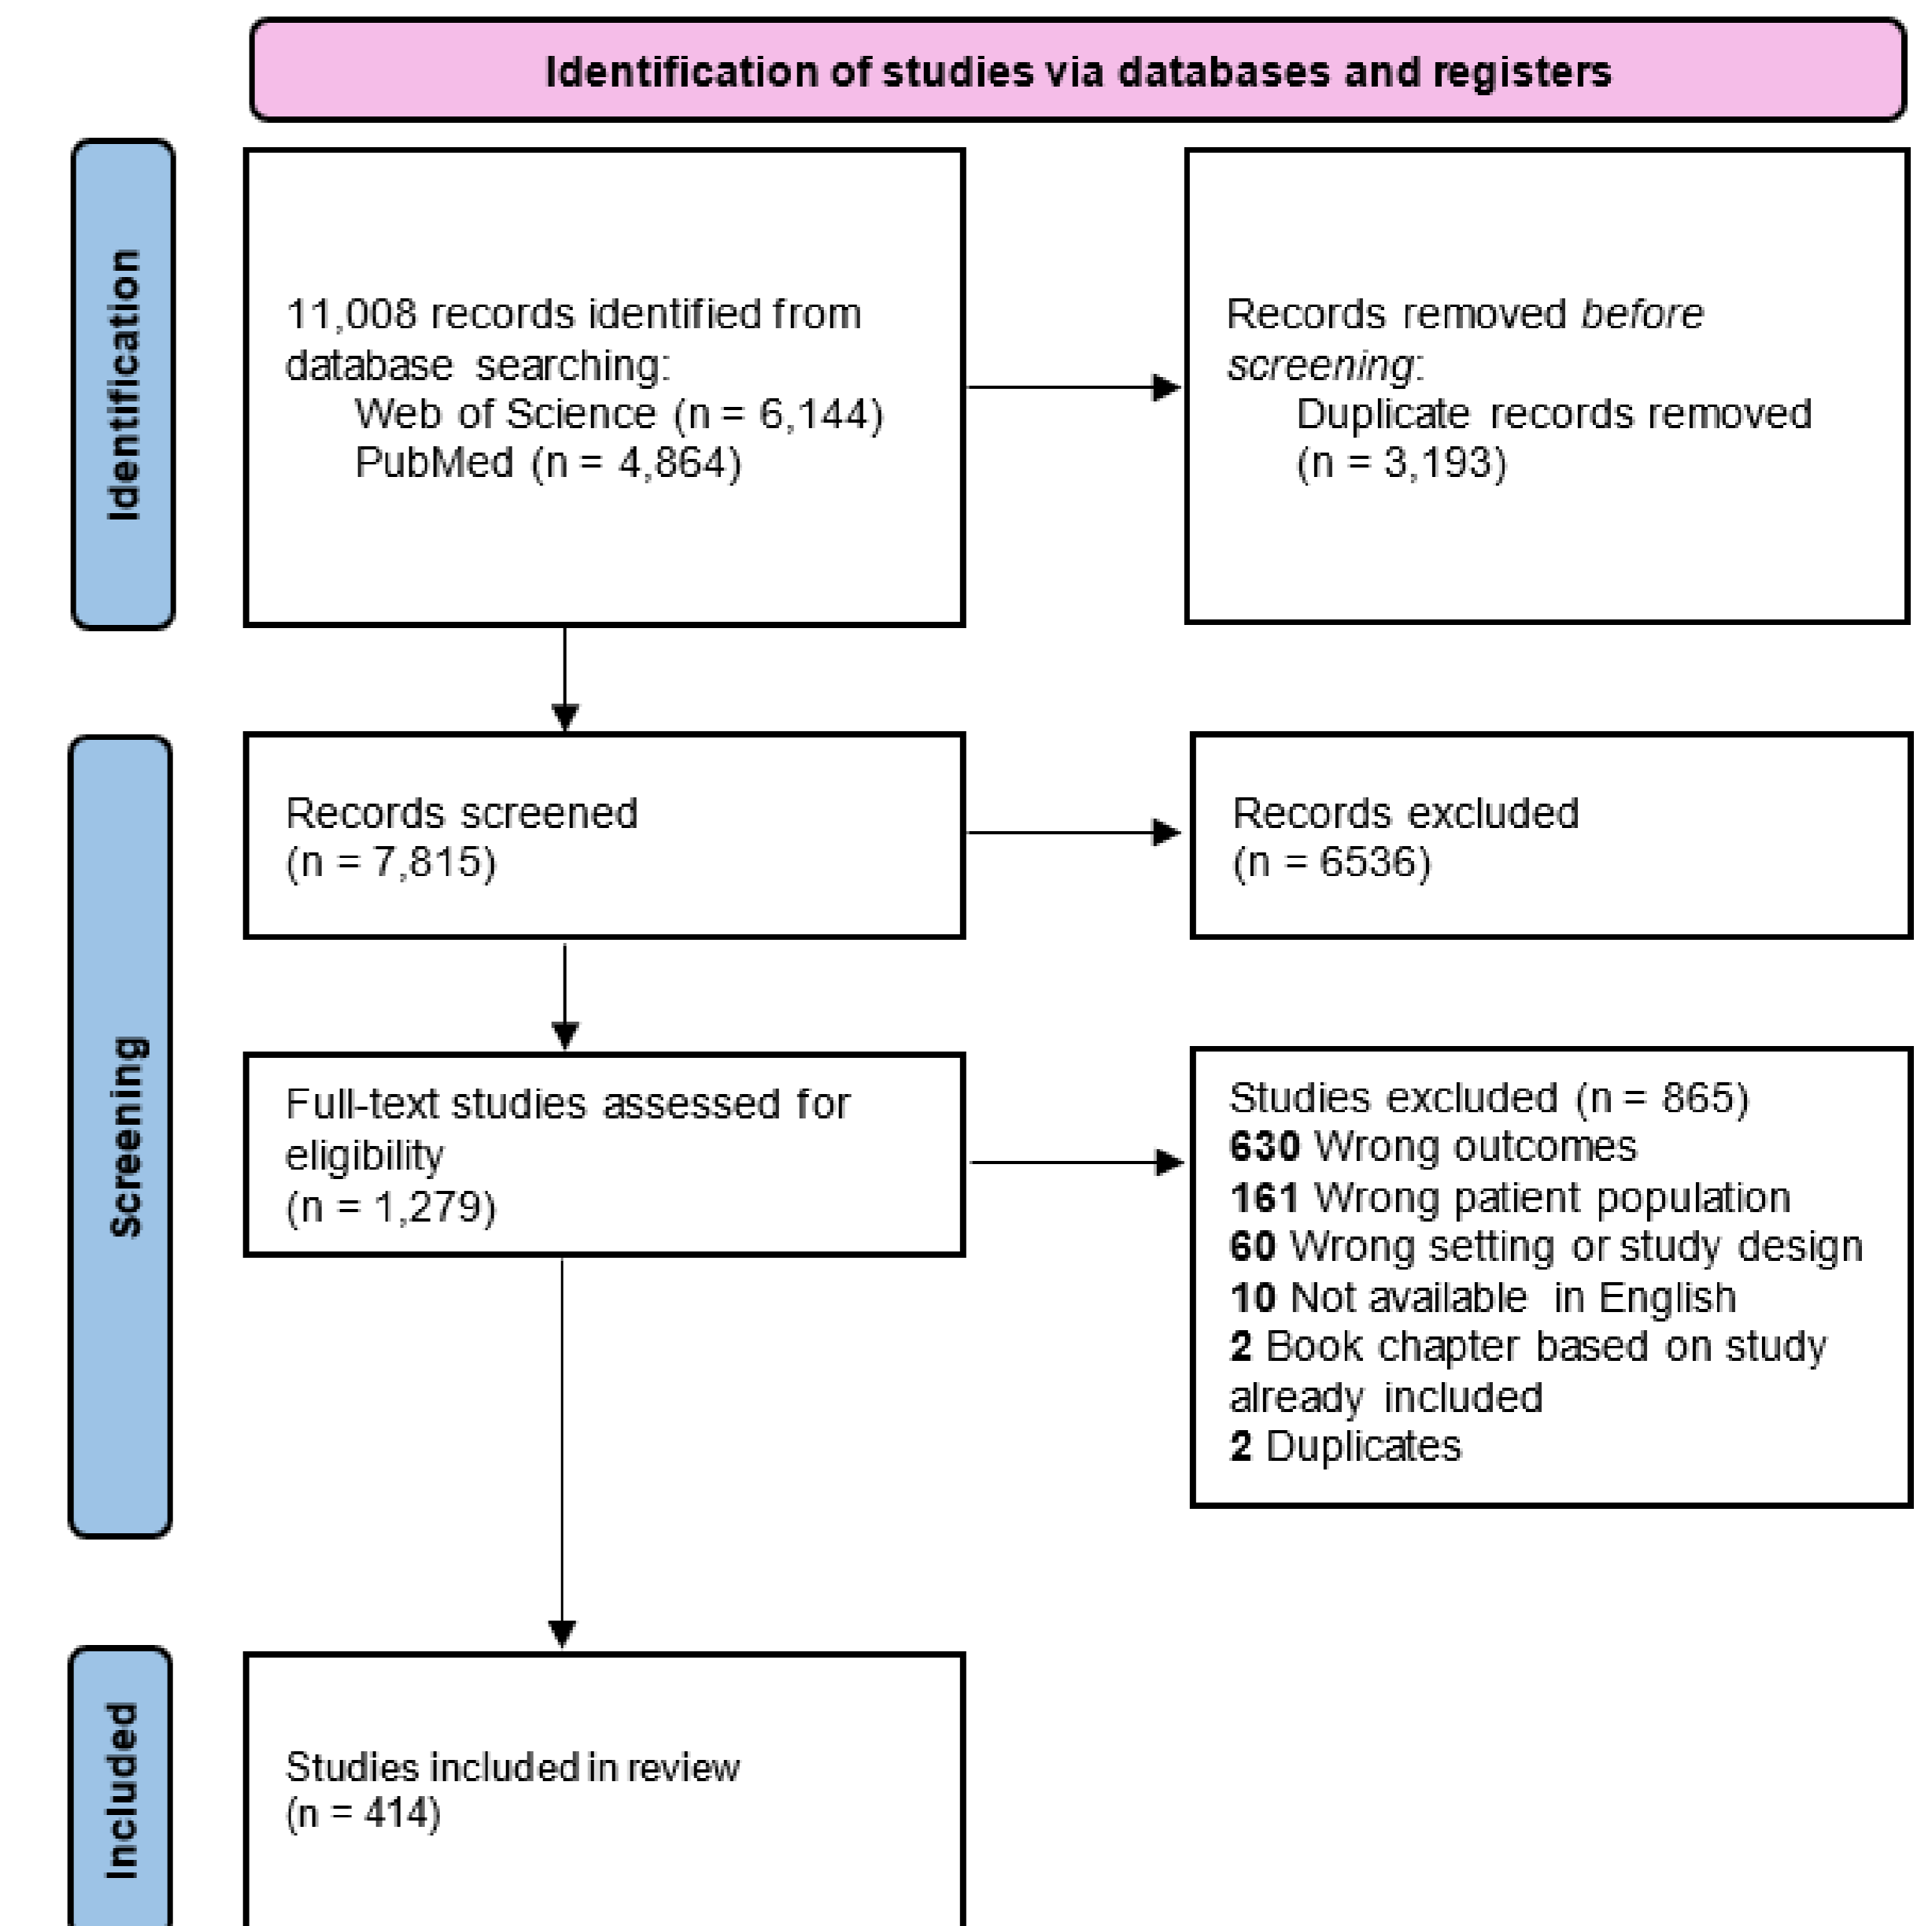 Identification of studies via databases and registers
Identification
11,008 records identified from
database searching:
Web of Science (n = 6,144)
PubMed (n = 4,864)
Records removed before
screening:
Duplicate records removed
(n = 3,193)
Screening
Records screened
(n = 7,815)
Records excluded
(n = 6536)
Full-text studies assessed for
eligibility
(n = 1,279)
Studies excluded (n = 865)
630 Wrong outcomes
161 Wrong patient population
60 Wrong setting or study design
10 Not available in English
2 Book chapter based on study
already included
2 Duplicates
Included
Studies included in review
(n = 414)